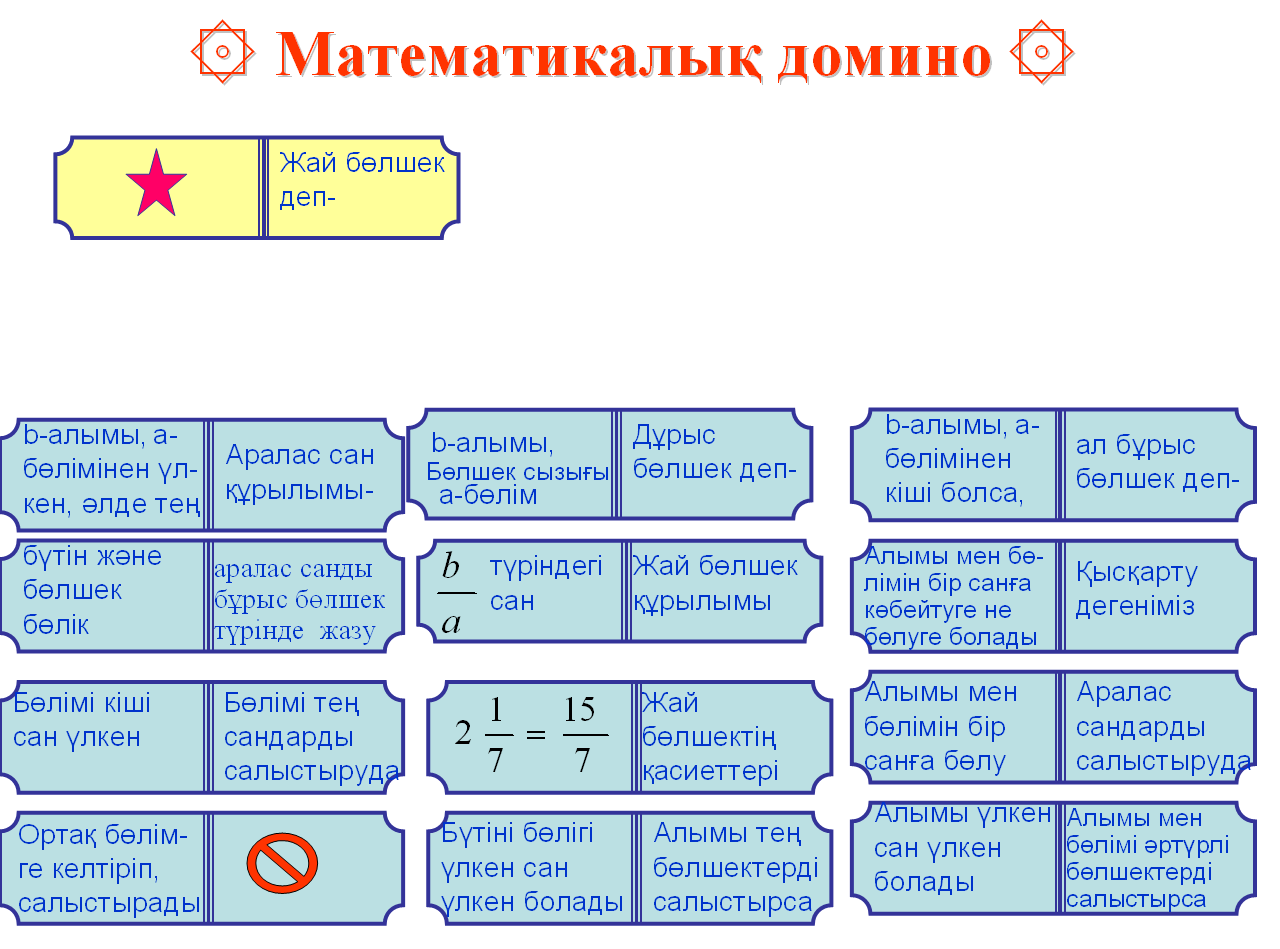 Математикалық домино
Жай бөлшек
деп-
b-алымы, а-
бөлімінен үл-
кен, әлде тең
Аралас сан
құрылымы-
b-алымы,
Бөлшек сызығы
а-бөлім
Дұрыс
бөлшек деп-
b-алымы, а-
бөлімінен
кіші болса,
ал бұрыс
бөлшек деп-
бүтін және
бөлшек
бөлік
аралас санды
бұрыс бөлшек
түрінде жазу
b
a
түріндегі
сан
Жай бөлшек
құрылымы
Алымы мен бө-
лімін бір санға
көбейтуге не
бөлуге болады
Қысқарту
дегеніміз
Бөлімі кіші
сан үлкен
Бөлімі тең
сандарды
салыстыруда
2 1/7 = 15/7
Жай
бөлшектің
қасиеттері
Алымы мен
бөлімін бір
санға бөлу
Аралас
сандарды
салыстыруда
Ортақ бөлім-
ге келтіріп,
салыстырады
Бүтіні бөлігі
үлкен сан
үлкен болады
Алымы тең
бөлшектерді
салыстырса
Алымы үлкен
сан үлкен
болады
Алымы мен
бөлімі әртүрлі
бөлшектерді
салыстырса